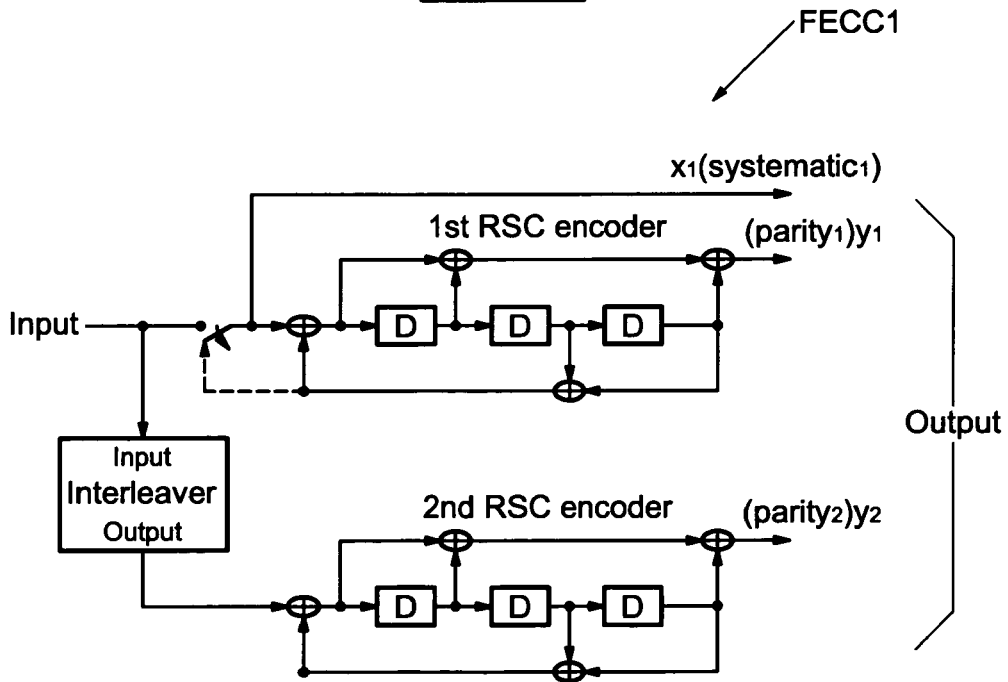 FECC1
x1(systematic1)
1st RSC encoder
(parity1)y1
Input
D
D
D
Output
Input
Interleaver
Output
2nd RSC encoder
(parity2)y2
D
D
D